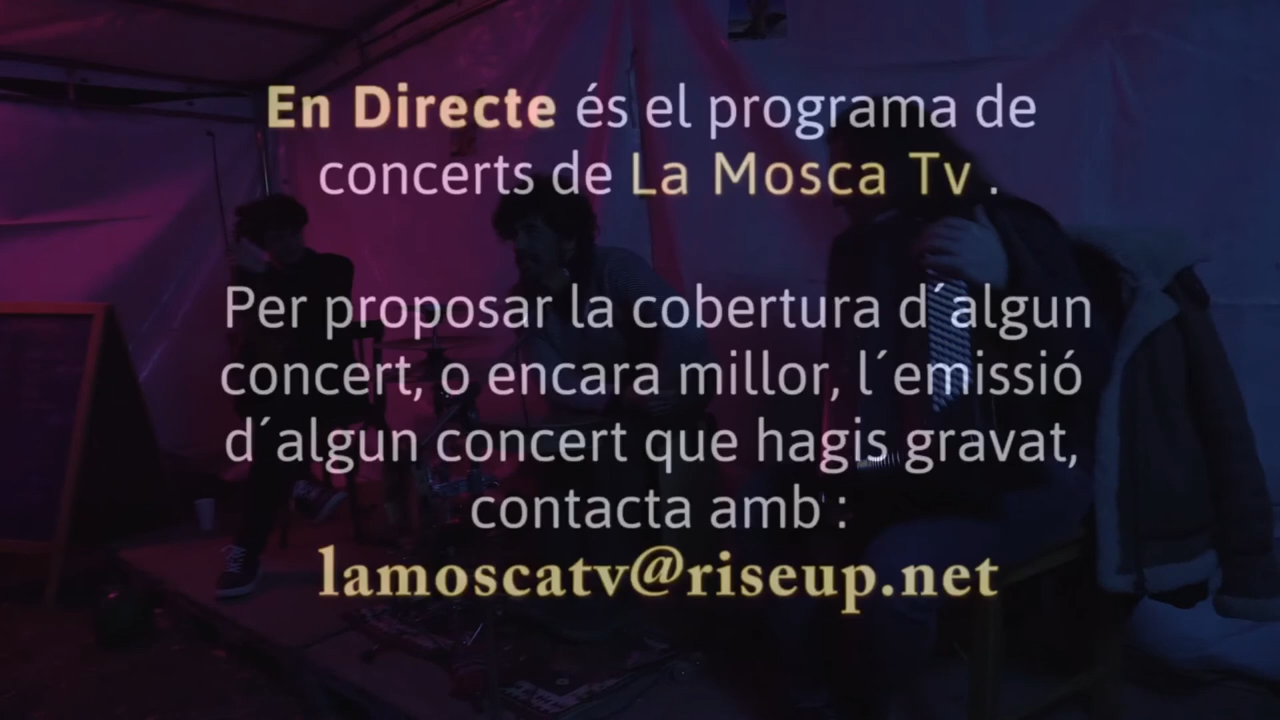 En Directe és el programa de
concerts de La Mosca Tv .
Per proposar la cobertura d´algun
concert, o encara millor, l´emissió
d´algun concert que hagis gravat,
contacta amb :
lamoscatv@riseup.net